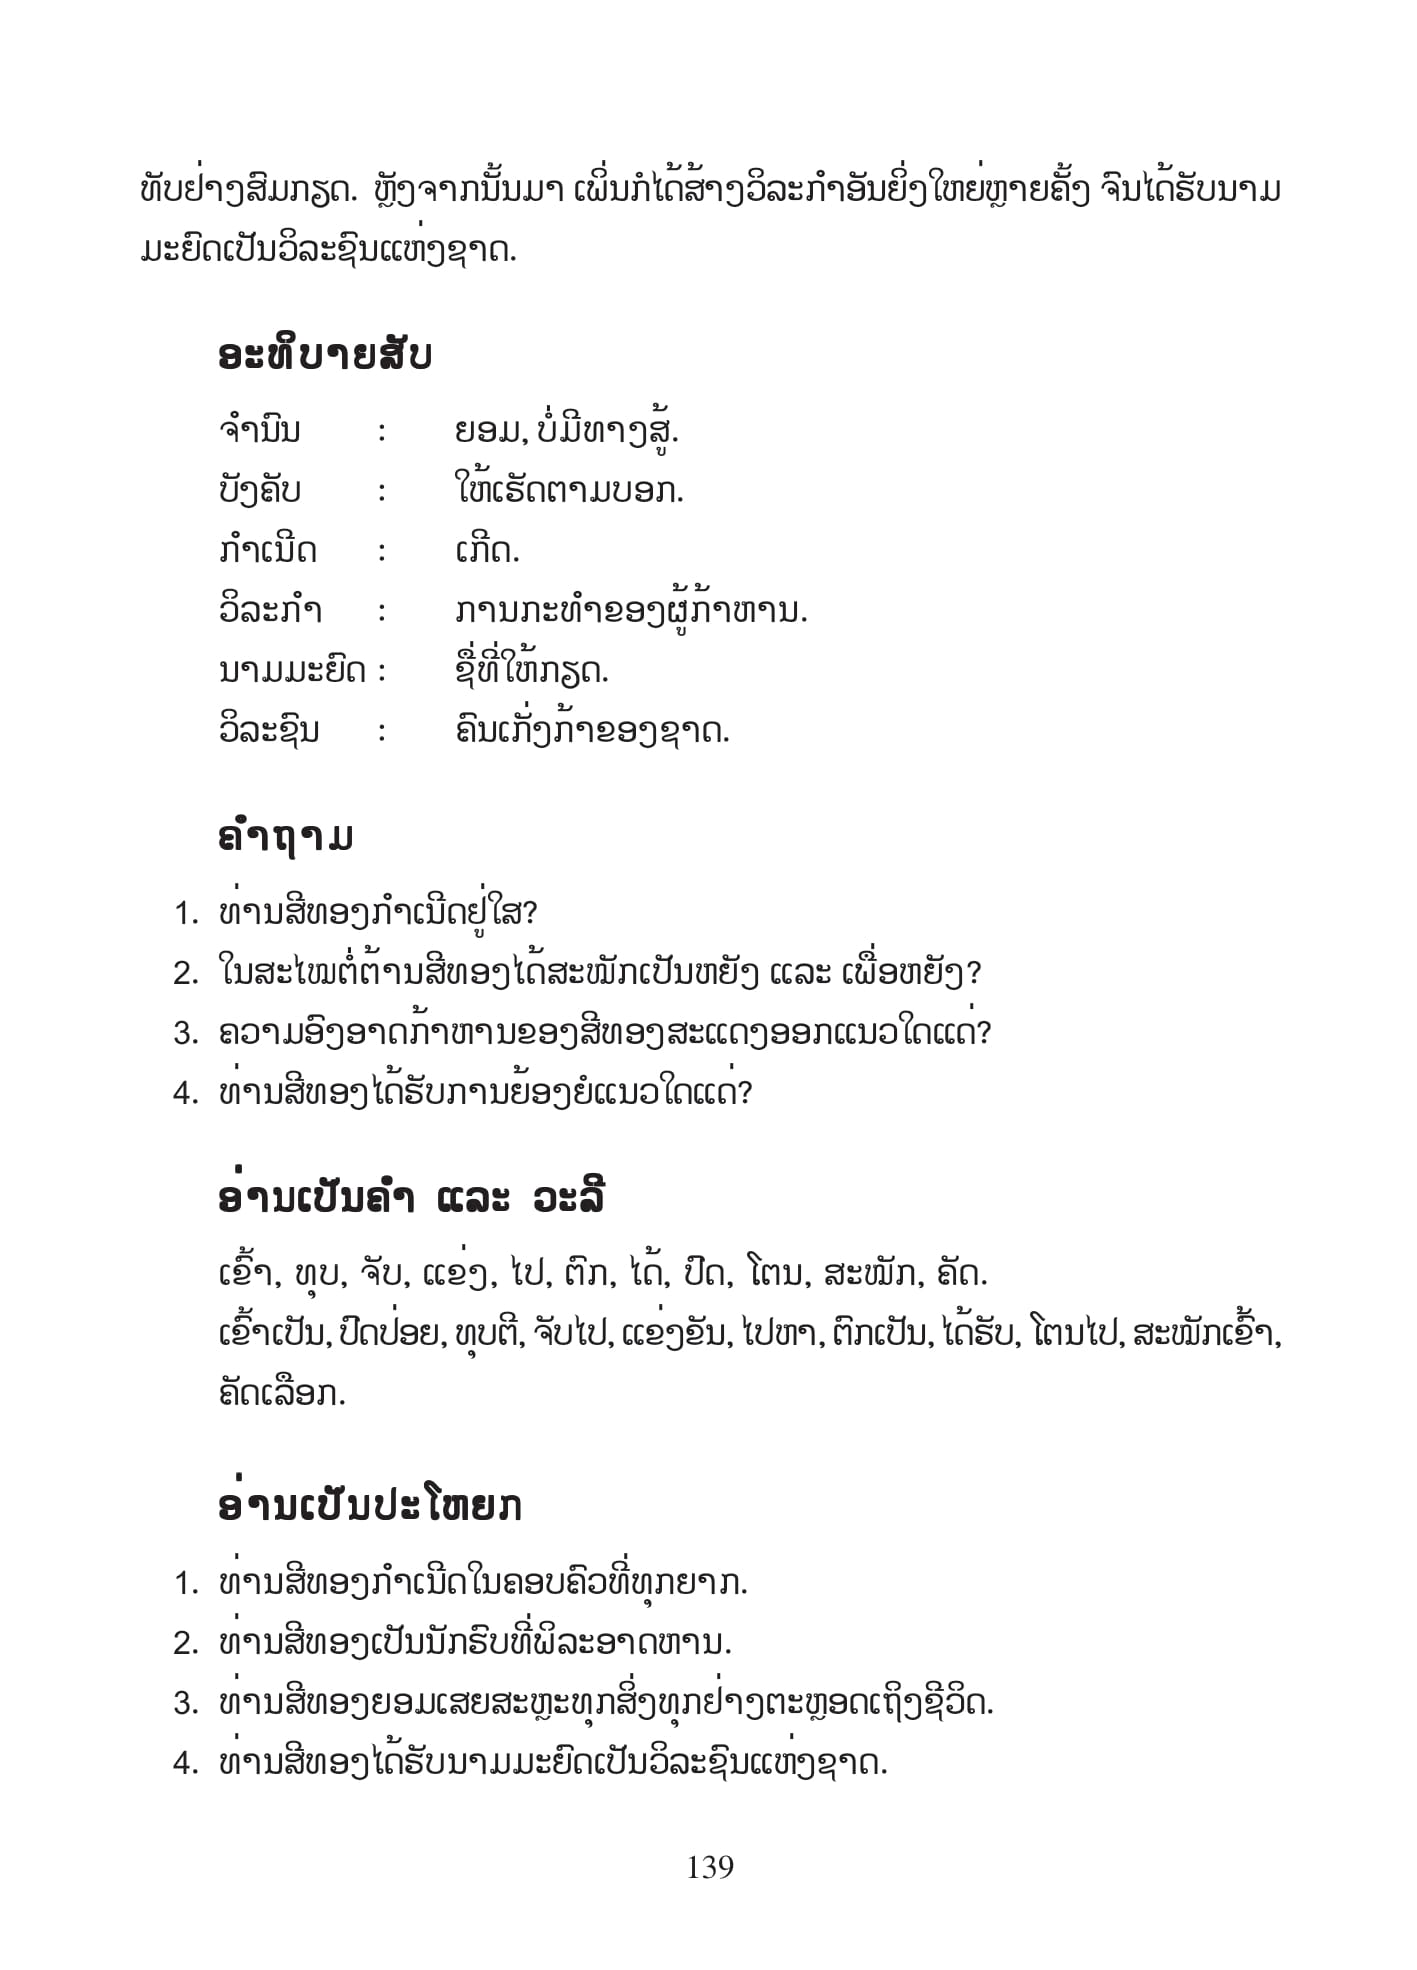 ທັບຢ່າງສົມກຽດ. ຫຼັງຈາກນັ້ນມາ ເພິ່ນກໍໄດ້ສ້າງວິລະກຳອັນຍິ່ງໃຫຍ່ຫຼາຍຄັ້ງ ຈົນໄດ້ຮັບນາມ
ມະຍົດເປັນວິລະຊົນແຫ່ງຊາດ.
ອະທິບາຍສັບ
ຈຳນົນ : ຍອມ, ບໍ່ມີທາງສູ້.
ບັງຄັບ : ໃຫ້ເຮັດຕາມບອກ.
ກຳເນີດ : ເກີດ.
ວິລະກຳ : ການກະທຳຂອງຜູ້ກ້າຫານ.
ນາມມະຍົດ : ຊື່ທີ່ໃຫ້ກຽດ.
ວິລະຊົນ : ຄົນເກັ່ງກ້າຂອງຊາດ.
ຄຳຖາມ
1. ທ່ານສີທອງກຳເນີດຢູ່ໃສ?
2. ໃນສະໄໝຕໍ່ຕ້ານສີທອງໄດ້ສະໝັກເປັນຫຍັງ ແລະ ເພື່ອຫຍັງ?
3. ຄວາມອົງອາດກ້າຫານຂອງສີທອງສະແດງອອກແນວໃດແດ່?
4. ທ່ານສີທອງໄດ້ຮັບການຍ້ອງຍໍແນວໃດແດ່?
ອ່ານເປັນຄຳ ແລະ ວະລີ
ເຂົ້າ, ທຸບ, ຈັບ, ແຂ່ງ, ໄປ, ຕົກ, ໄດ້, ປົດ, ໂຕນ, ສະໝັກ, ຄັດ.
ເຂົ້າເປັນ, ປົດປ່ອຍ, ທຸບຕີ, ຈັບໄປ, ແຂ່ງຂັນ, ໄປຫາ, ຕົກເປັນ, ໄດ້ຮັບ, ໂຕນໄປ, ສະໝັກເຂົ້າ,
ຄັດເລືອກ.
ອ່ານເປັນປະໂຫຍກ
1. ທ່ານສີທອງກຳເນີດໃນຄອບຄົວທີ່ທຸກຍາກ.
2. ທ່ານສີທອງເປັນນັກຮົບທີ່ພິລະອາດຫານ.
3. ທ່ານສີທອງຍອມເສຍສະຫຼະທຸກສິ່ງທຸກຢ່າງຕະຫຼອດເຖິງຊີວິດ.
4. ທ່ານສີທອງໄດ້ຮັບນາມມະຍົດເປັນວິລະຊົນແຫ່ງຊາດ.
139